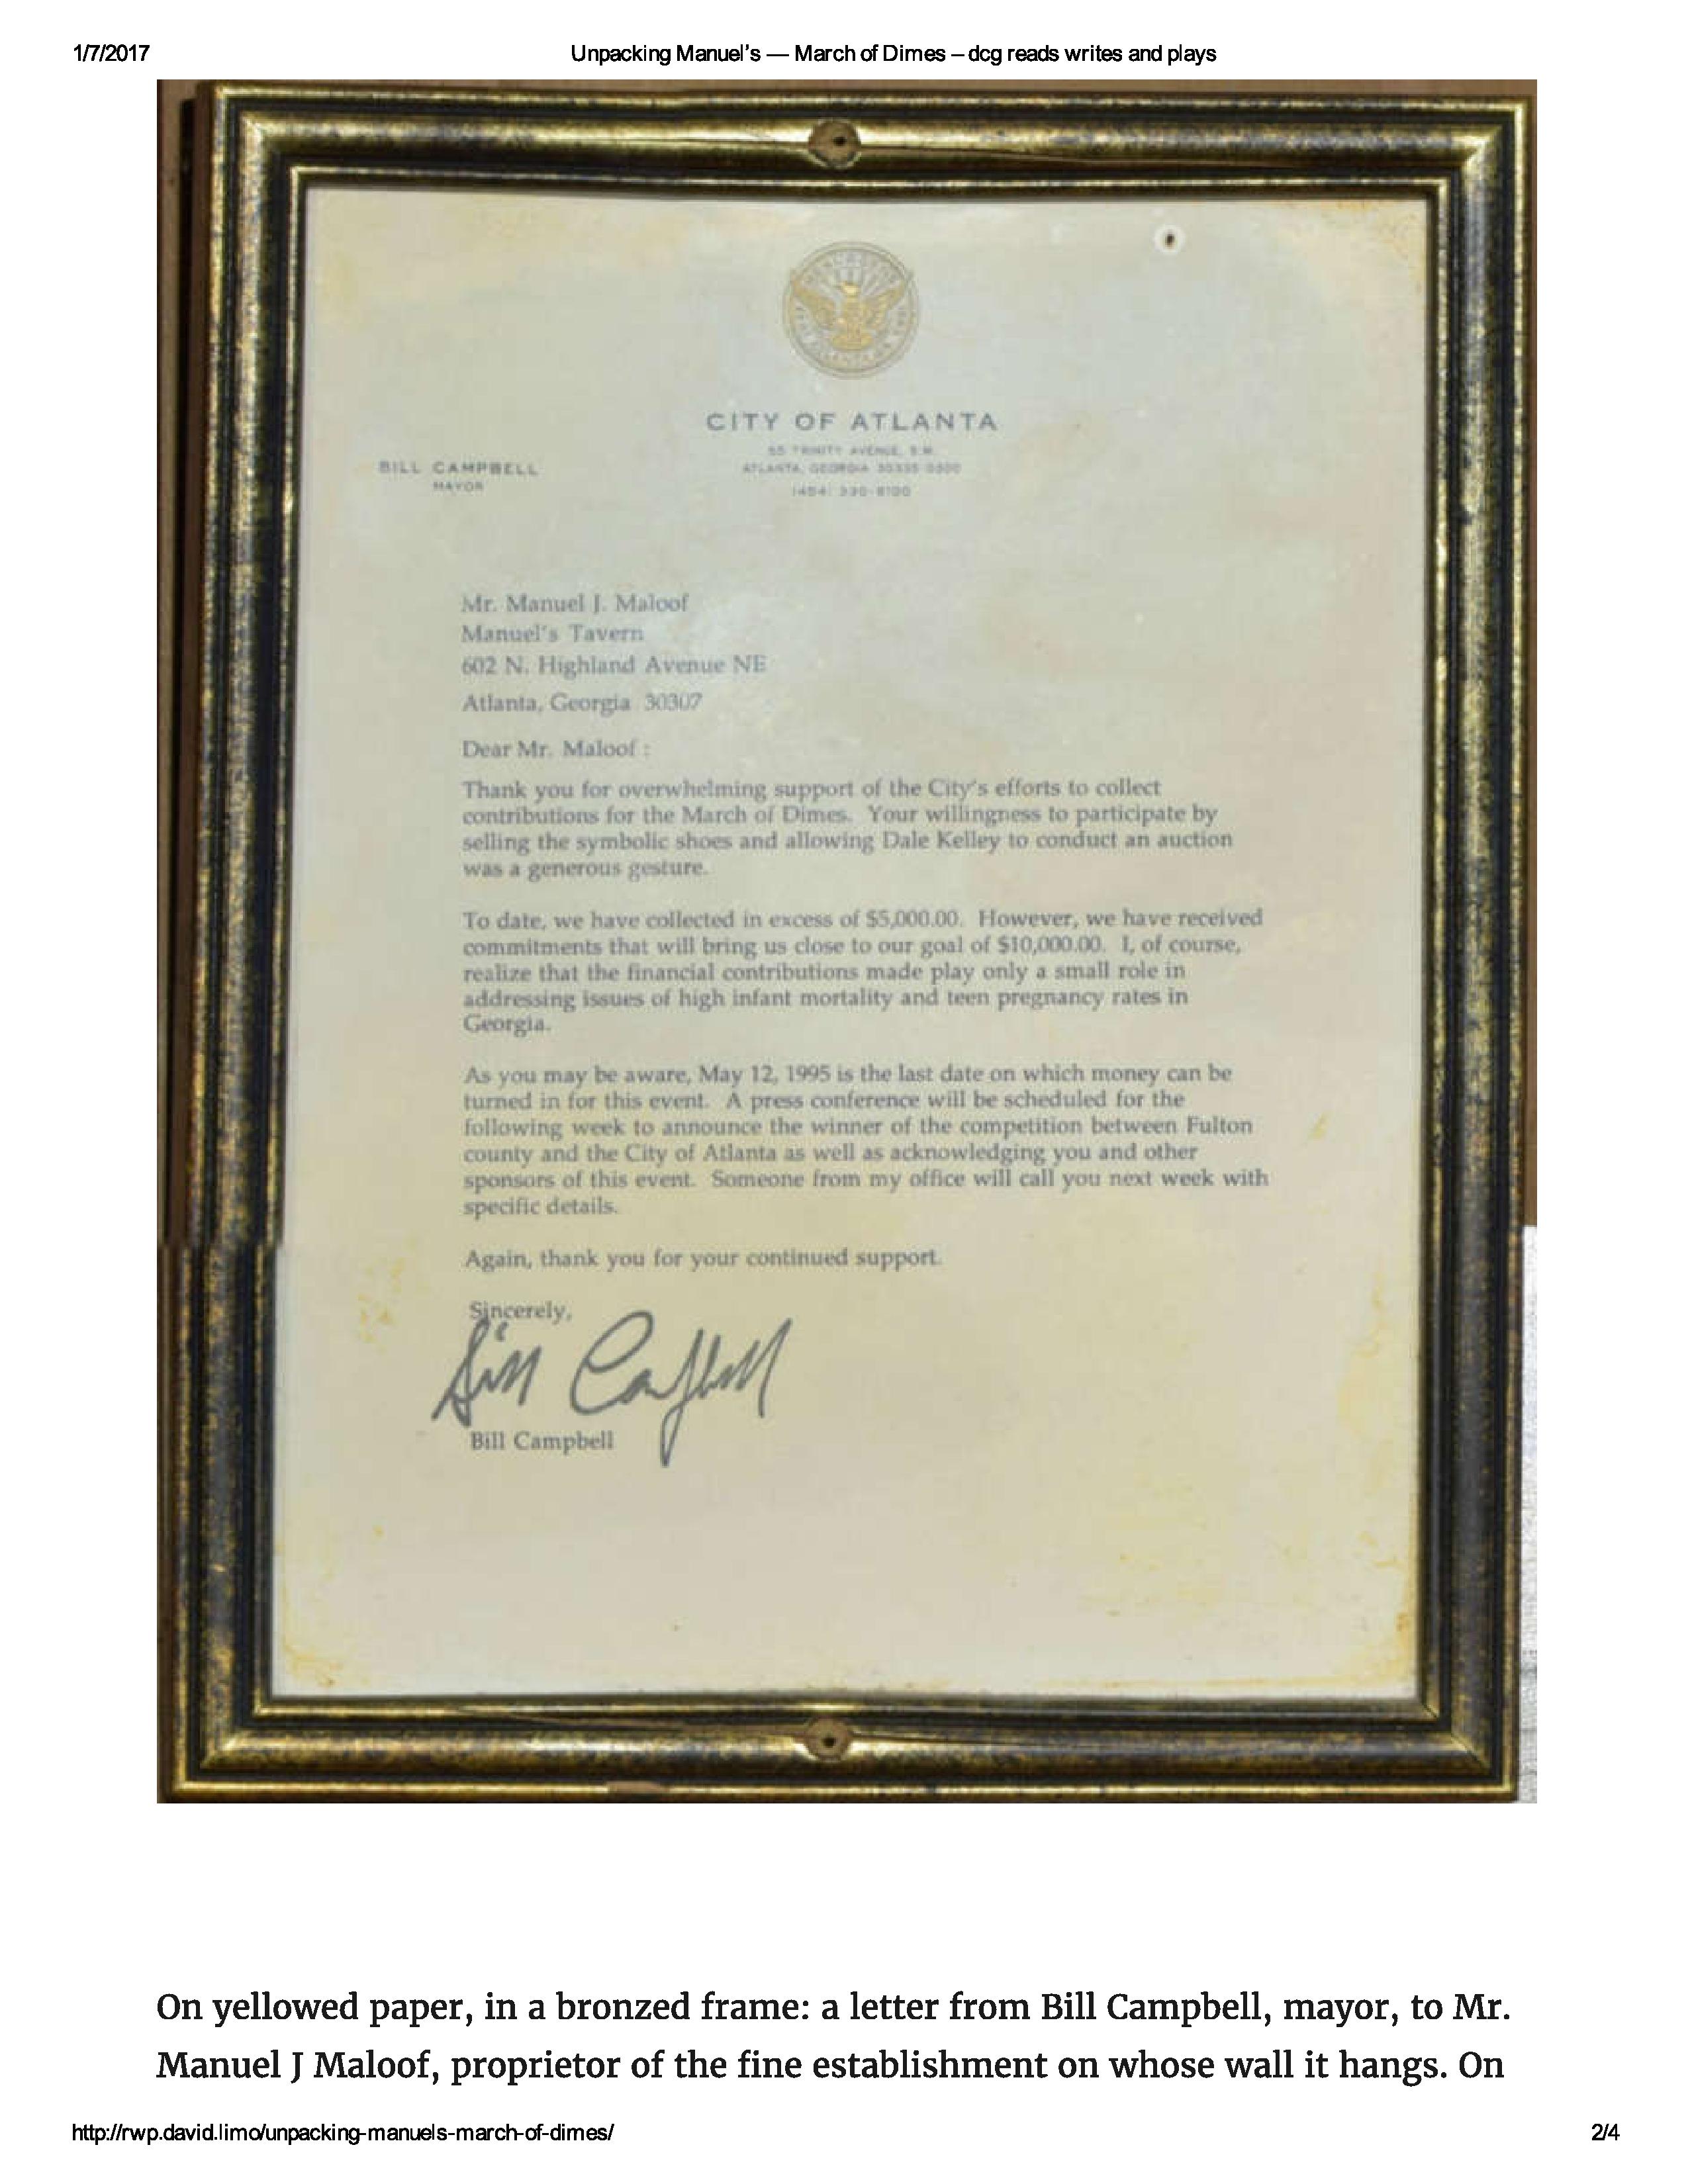 1/7/2017
Unpacking Manuel's — March of Dimes – dcg reads writes and plays
CITY OF ATLANTA
55 TRINITY AVENUE, S.W.
ATLANTA, GEORGIA
BILL CAMPBELL
MAYOR
Mr. Manuel J. Maloof
Manuel's Tavern
602 N. Highland Avenue NE
Atlanta, Georgia 30307
Dear Mr. Maloof :
Thank you for overwhelming support of the City's efforts to collect
contributions for the March of Dimes. Your willingness to participate by
selling the symbolic shoes and allowing Dale Kelley to conduct an auction
was a generous gesture.
To date, we have collected in excess of $5,000.00. However, we have received
commitments that will bring us close to our goal of $10,000.00. I, of course,
realize that the financial contributions made play only a small role in
addressing issues of high infant mortality and teen pregnancy rates in
Georgia.
As you may be aware, May 12, 1995 is the last date on which money can be
turned in for this event. A press conference will be scheduled for the
following week to announce the winner of the competition between Fulton
county and the City of Atlanta as well as acknowledging you and other
sponsors of this event. Someone from my office will call you next week with
specific details.
Again, thank you for your continued support.
Sincerely,
Bill Campbell
Bill Campbell
On yellowed paper, in a bronzed frame: a letter from Bill Campbell, mayor, to Mr.
Manuel J Maloof, proprietor of the fine establishment on whose wall it hangs. On
http://rwp.david.limo/unpacking-manuels-march-of-dimes/
2/4